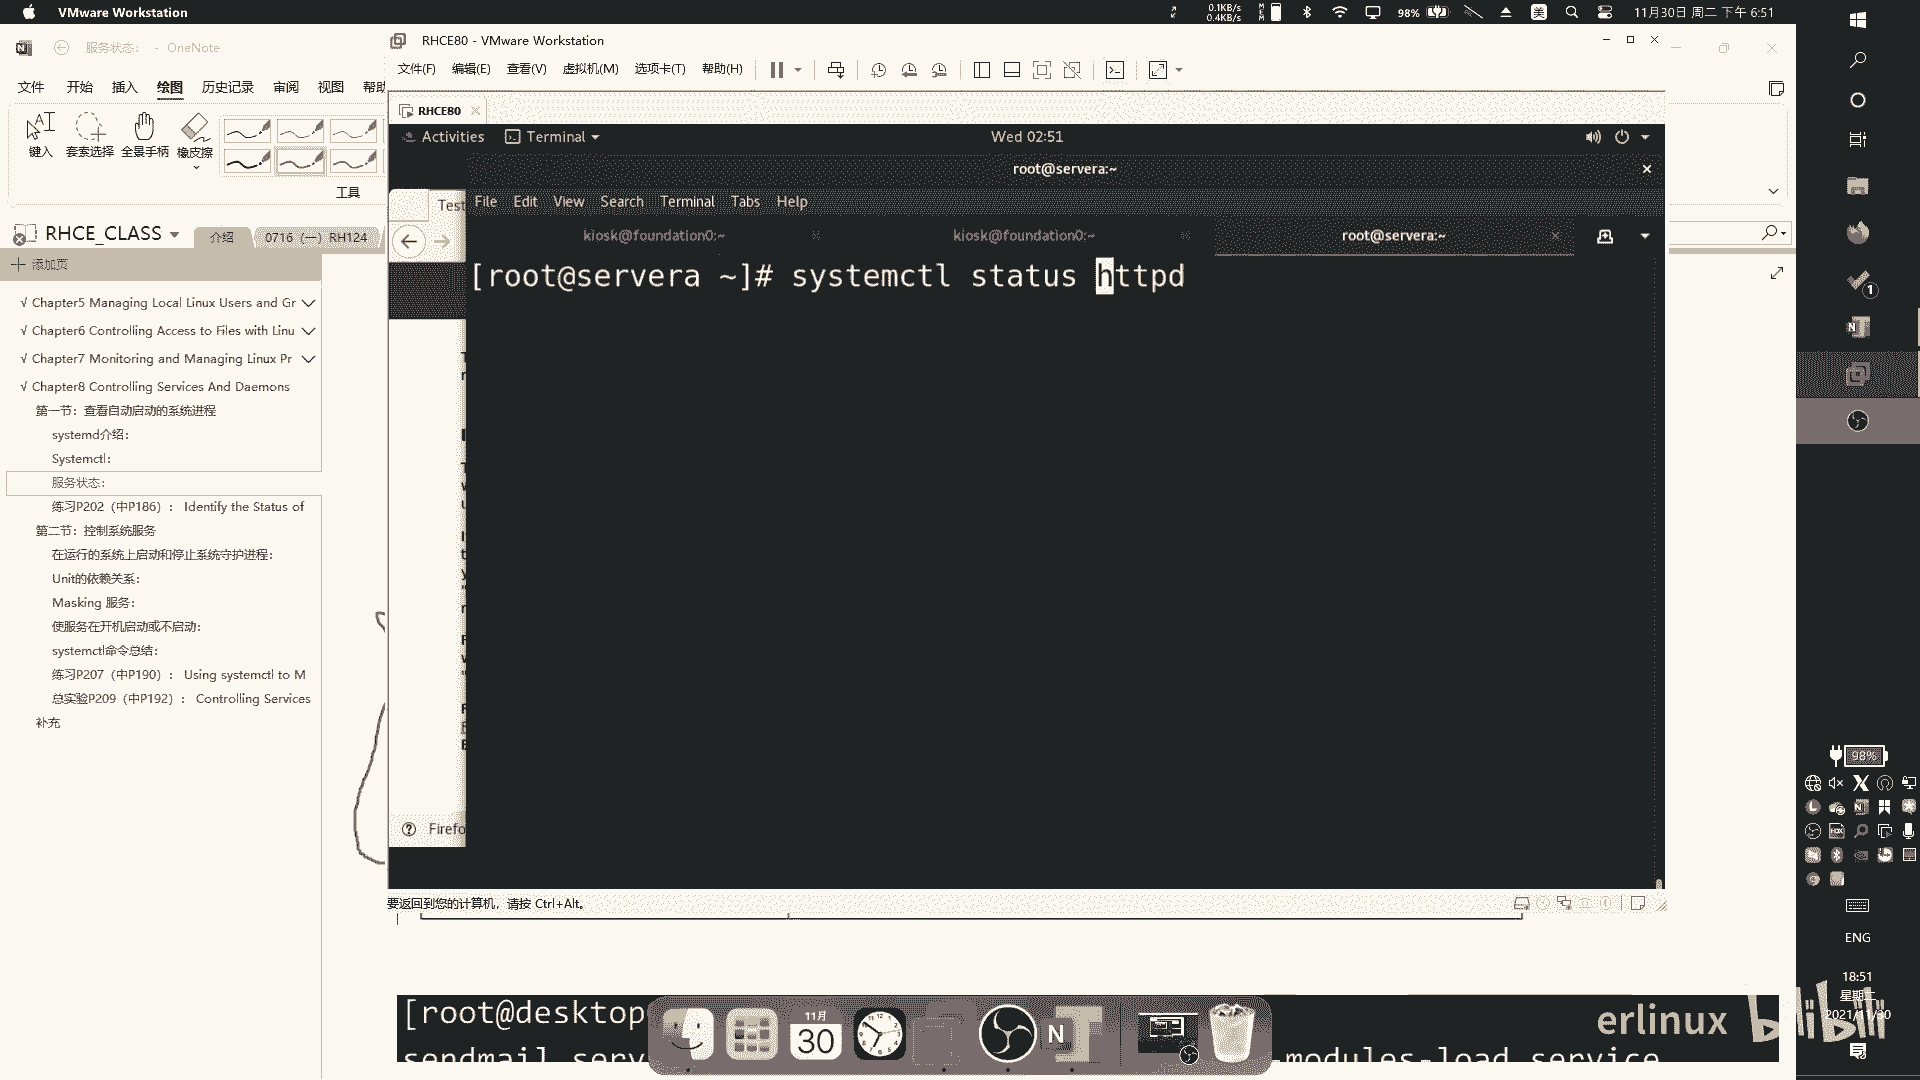 VMware Workstation
0.1KB/s
0.4KB/s
98%
美
11月30日 周二 下午 6:51
服务状态： - OneNote
RHCE80 - VMware Workstation
文件 开始 插入 绘图 历史记录 审阅 视图 帮助
文件(F) 编辑(E) 查看(V) 虚拟机(M) 选项卡(T) 帮助(H)
RHCE80
键入 套索选择 全景手柄 橡皮擦
工具
Activities Terminal Wed 02:51
root@servera:~
Test
File Edit View Search Terminal Tabs Help
kiosk@foundation0:~ kiosk@foundation0:~ root@servera:~
RHCE_CLASS 介绍 0716（一）RH124
添加页
[root@servera ~]# systemctl status httpd
√ Chapter5 Managing Local Linux Users and Gr
√ Chapter6 Controlling Access to Files with Linu
√ Chapter7 Monitoring and Managing Linux Pr
√ Chapter8 Controlling Services And Daemons
第一节：查看自动启动的系统进程
systemd介绍：
Systemctl：
服务状态：
练习P202（中P186）： Identify the Status of
第二节：控制系统服务
在运行的系统上启动和停止系统守护进程：
Unit的依赖关系：
Masking 服务：
使服务在开机启动或不启动：
systemctl命令总结：
练习P207（中P190）： Using systemctl to M
总实验P209（中P192）： Controlling Services
补充
Firefo
要返回到您的计算机，请按 Ctrl+Alt。
1
98%
ENG
18:51
星期二
2021/11/30
[root@desktop
sendmail.serv
-modules-load.service
11月
30
N
erlinux
bilibili